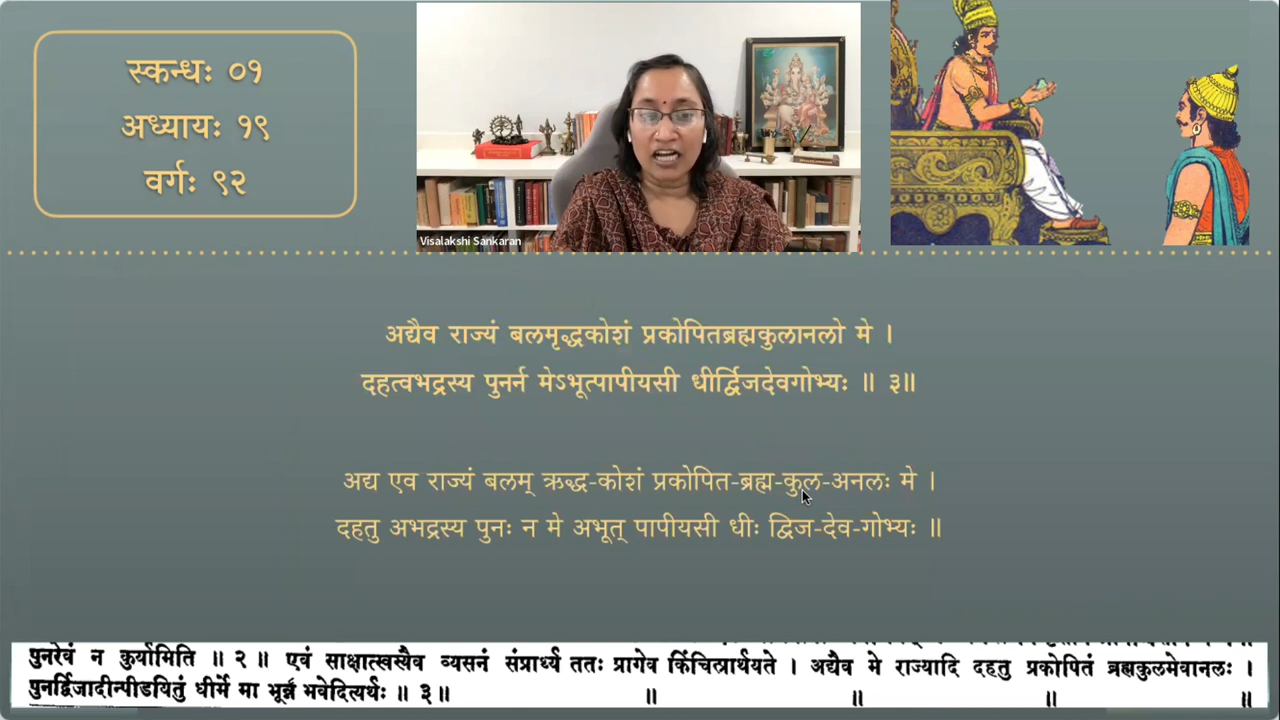 स्कन्धः ०१
अध्यायः १९
वर्गः ९२
Visalakshi Sankaran
अद्यैव राज्यं बलमृद्धकोशं प्रकोपितब्रह्मकुलानलो मे ।
दहत्वभद्रस्य पुनर्न मेऽभूत्पापीयसी धीर्द्विजदेवगोभ्यः ॥ ३॥
अद्य एव राज्यं बलम् ऋद्ध-कोशं प्रकोपित-ब्रह्म-कुल-अनलः मे ।
दहतु अभद्रस्य पुनः न मे अभूत् पापीयसी धीः द्विज-देव-गोभ्यः ॥
पुनरेवं न कुर्यामिति ॥ २ ॥ एवं साक्षात्स्वस्यैव व्यसनं संप्रार्थ्य ततः प्रागेव किंचित्प्रार्थयते । अद्यैव मे राज्यादि दहतु प्रकोपितं ब्रह्मकुलमेवानलः ।
पुनर्द्विजादीन्पीडयितुं धीर्मे मा भून्न भवेदित्यर्थः ॥ ३॥ ॥ ॥ ॥ ॥